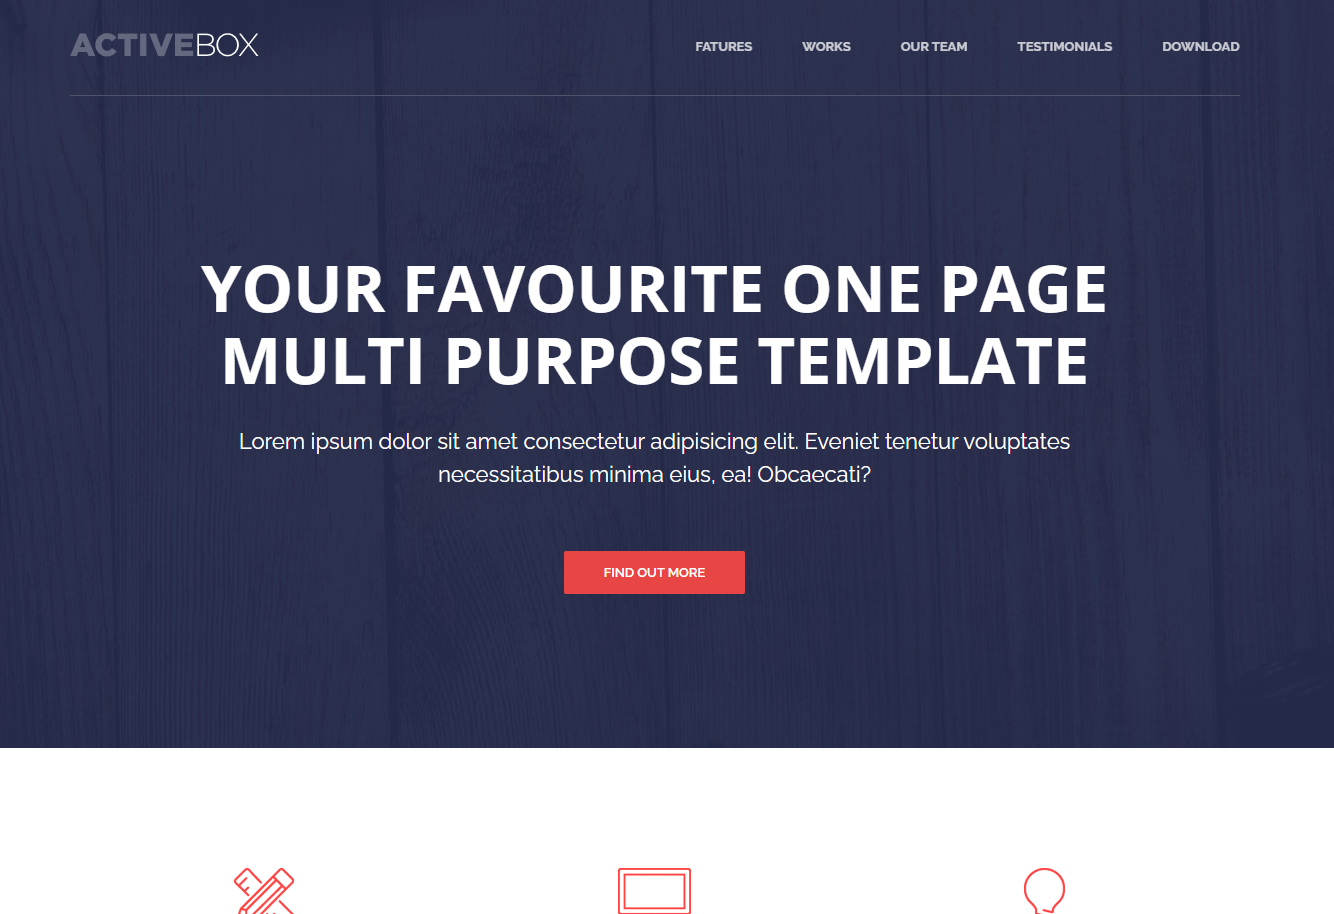 ACTIVEBOX
FATURES WORKS OUR TEAM TESTIMONIALS DOWNLOAD
YOUR FAVOURITE ONE PAGE
MULTI PURPOSE TEMPLATE
Lorem ipsum dolor sit amet consectetur adipisicing elit. Eveniet tenetur voluptates
necessitatibus minima eius, ea! Obcaecati?
FIND OUT MORE